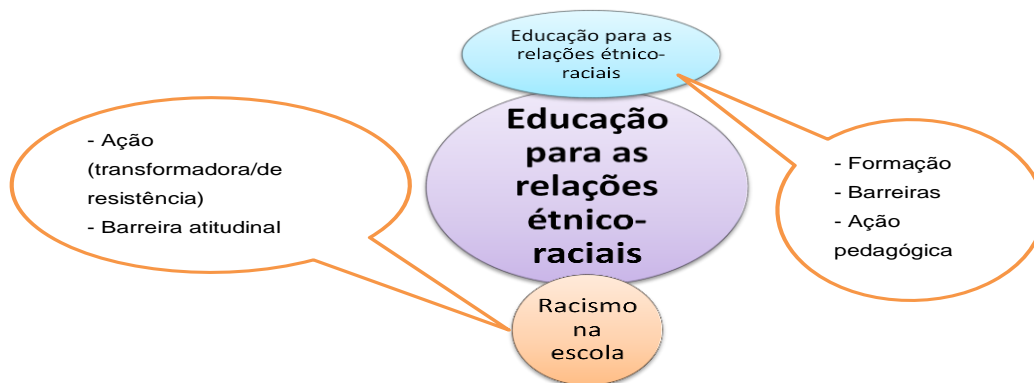 Educação para as
relações étnico-
raciais
Educação
para as
relações
étnico-
raciais
Racismo
na
escola
- Ação
(transformadora/de
resistência)
- Barreira atitudinal
- Formação
- Barreiras
- Ação
pedagógica